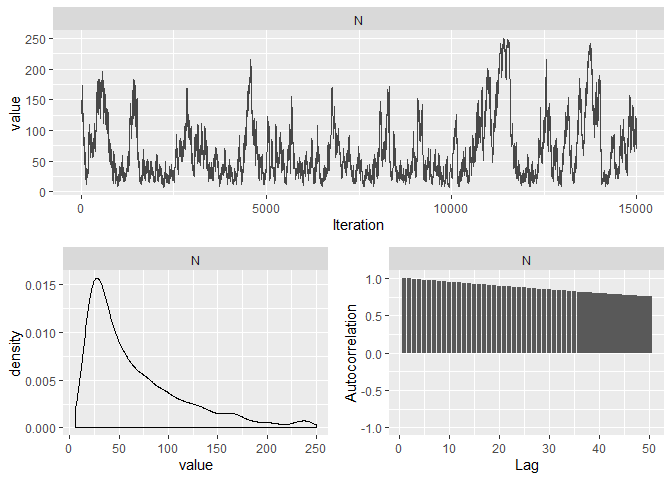 N
250
200
150
100
50
0
value
0 5000 10000 15000
Iteration
N
0.015
0.010
0.005
0.000
density
0 50 100 150 200 250
value
N
1.0
0.5
0.0
-0.5
-1.0
Autocorrelation
0 10 20 30 40 50
Lag